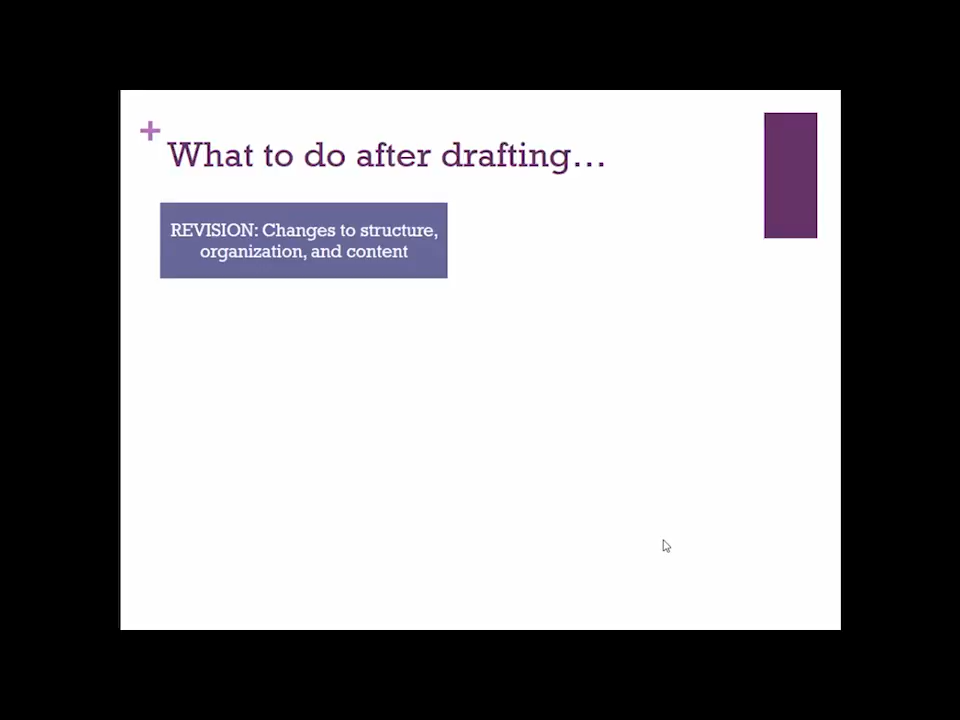 +
What to do after drafting...
REVISION: Changes to structure,
organization, and content